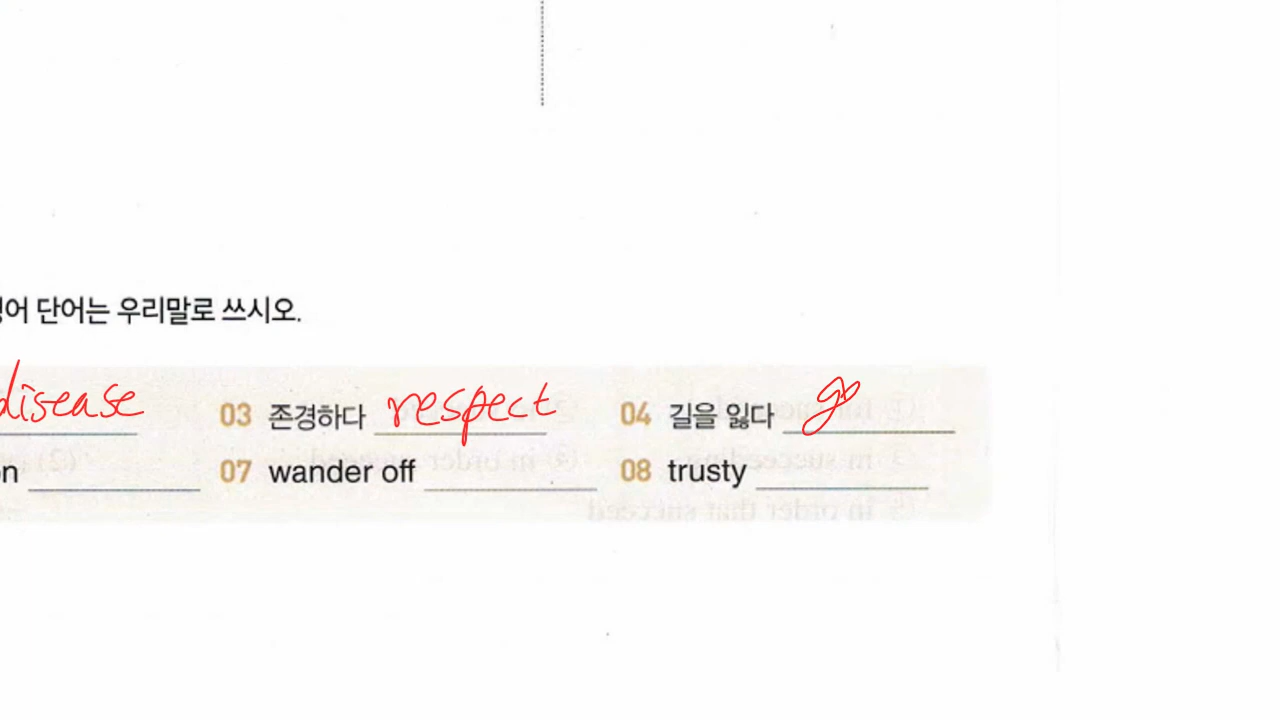 어 단어는 우리말로 쓰시오.
disease 03 존경하다 respect 04 길을 잃다 go
on 07 wander off 08 trusty